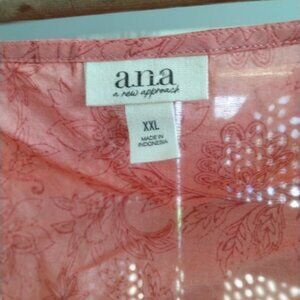 a.n.a
a new approach
XXL
MADE IN
INDONESIA